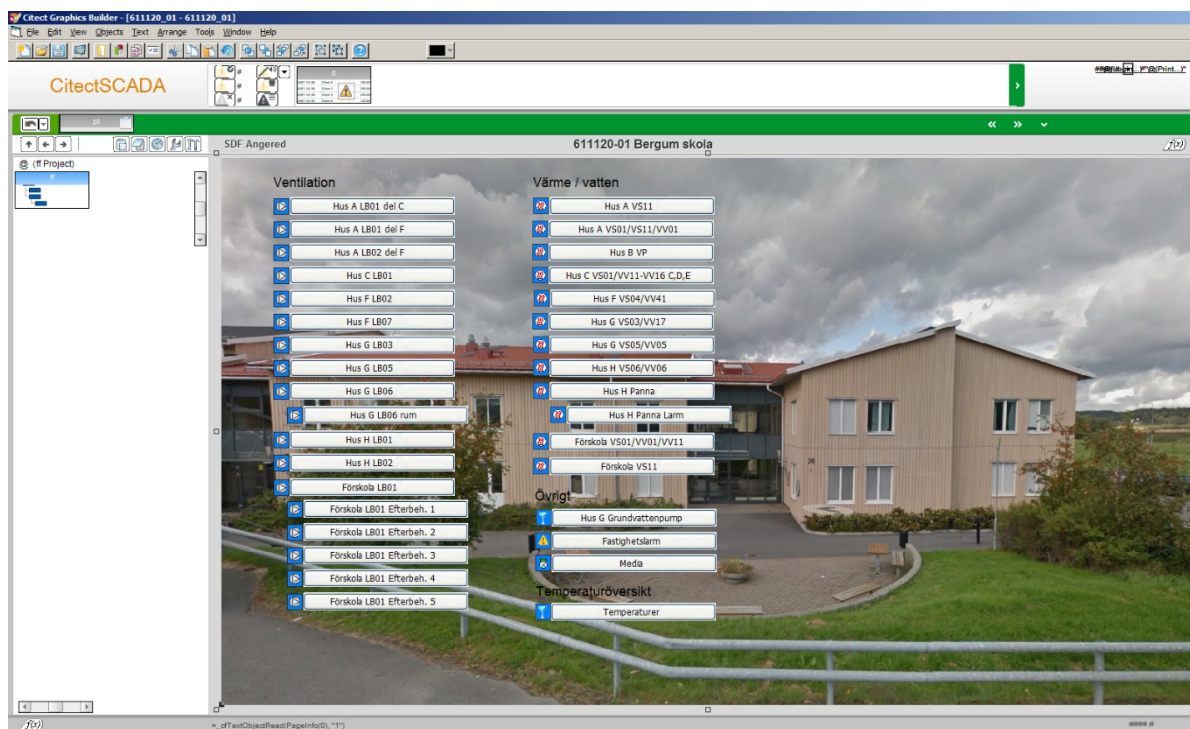 Citect Graphics Builder - [611120_01 - 611120_01]
File Edit View Objects Text Arrange Tools Window Help
CitectSCADA
SDF Angered
611120-01 Bergum skola
f(x)
@ (ff Project)
ff
Ventilation
Hus A LB01 del C
Hus A LB01 del F
Hus A LB02 del F
Hus C LB01
Hus F LB02
Hus F LB07
Hus G LB03
Hus G LB05
Hus G LB06
Hus G LB06 rum
Hus H LB01
Hus H LB02
Förskola LB01
Förskola LB01 Efterbeh. 1
Förskola LB01 Efterbeh. 2
Förskola LB01 Efterbeh. 3
Förskola LB01 Efterbeh. 4
Förskola LB01 Efterbeh. 5
Värme / vatten
Hus A VS11
Hus A VS01/VS11/VV01
Hus B VP
Hus C VS01/VV11-VV16 C,D,E
Hus F VS04/VV41
Hus G VS03/VV17
Hus G VS05/VV05
Hus H VS06/VV06
Hus H Panna
Hus H Panna Larm
Förskola VS01/VV01/VV11
Förskola VS11
Övrigt
Hus G Grundvattenpump
Fastighetslarm
Media
Temperaturöversikt
Temperaturer
26
f(x)
=_dfTextObjectRead(PageInfo(0), "1")
####.#